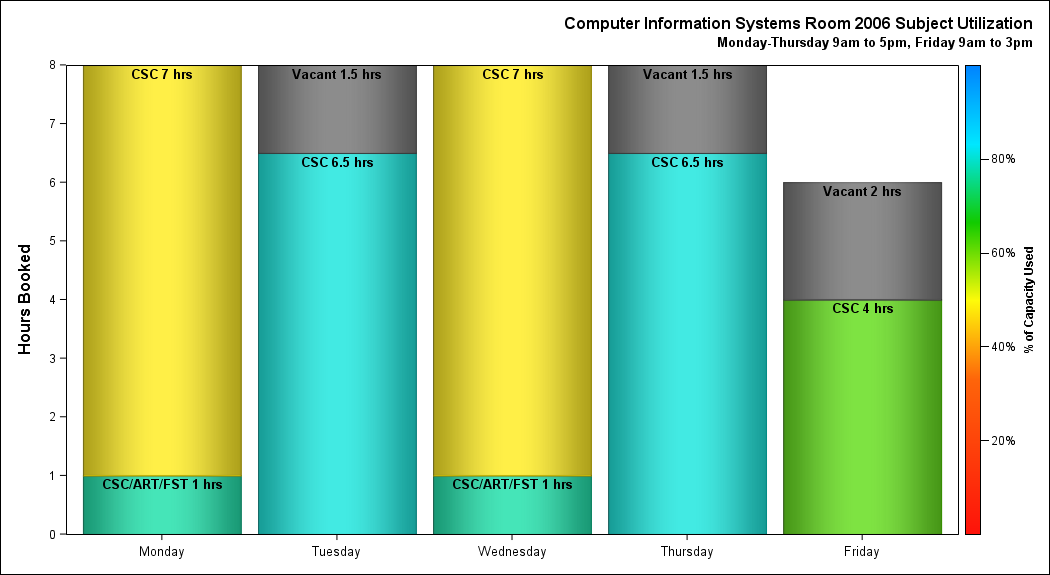 Computer Information Systems Room 2006 Subject Utilization
Monday-Thursday 9am to 5pm, Friday 9am to 3pm
Hours Booked
8
7
6
5
4
3
2
1
0
CSC 7 hrs
CSC/ART/FST 1 hrs
Vacant 1.5 hrs
CSC 6.5 hrs
CSC 7 hrs
CSC/ART/FST 1 hrs
Vacant 1.5 hrs
CSC 6.5 hrs
Vacant 2 hrs
CSC 4 hrs
Monday
Tuesday
Wednesday
Thursday
Friday
80%
60%
40%
20%
% of Capacity Used